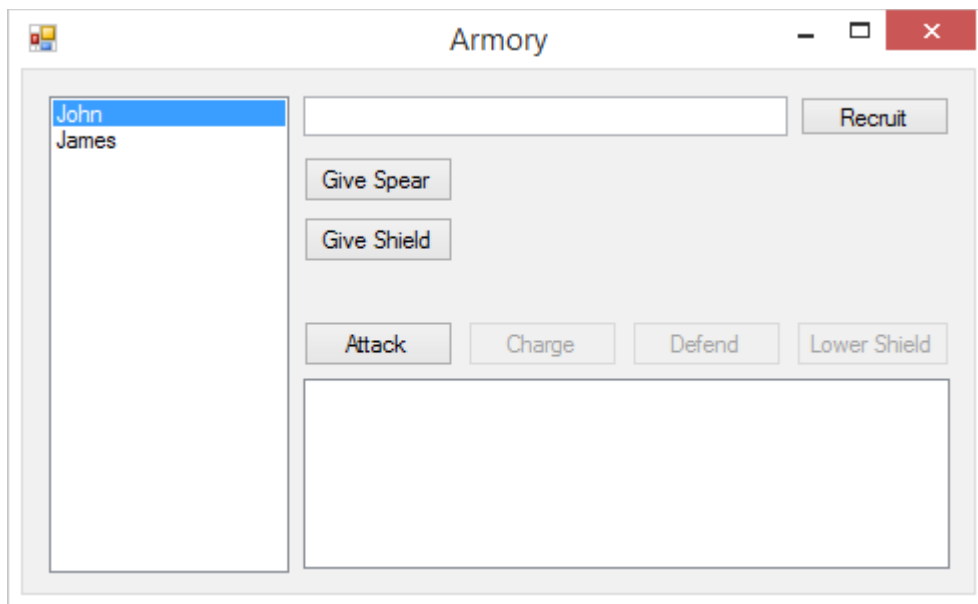 Armory
John
James
Recruit
Give Spear
Give Shield
Attack Charge Defend Lower Shield